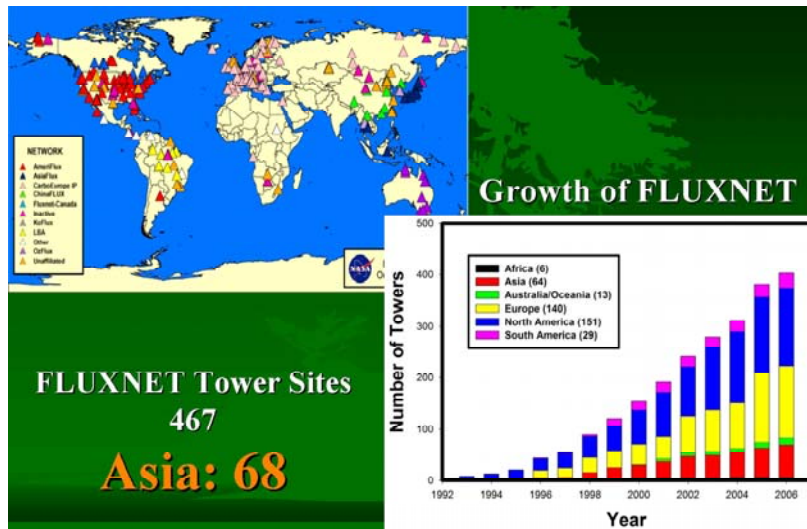 NETWORK
AmeriFlux
AsiaFlux
CarboEurope IP
ChinaFLUX
Fluxnet-Canada
Inactive
KoFlux
LBA
Other
OzFlux
Unaffiliated
NASA
Growth of FLUXNET
FLUXNET Tower Sites
467
Asia: 68
Number of Towers
500
400
300
200
100
0
Africa (6)
Asia (64)
Australia/Oceania (13)
Europe (140)
North America (151)
South America (29)
1992 1994 1996 1998 2000 2002 2004 2006
Year